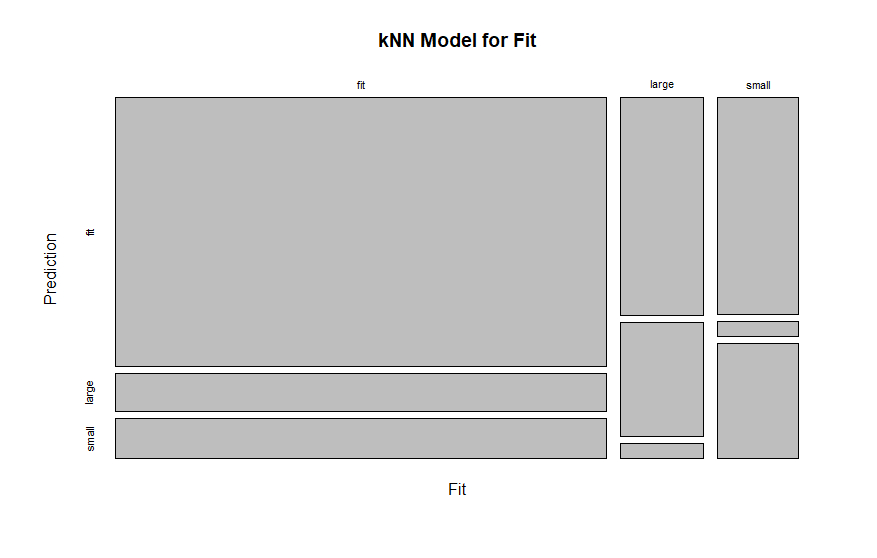 kNN Model for Fit
fit
large
small
Prediction
fit
large
small
Fit